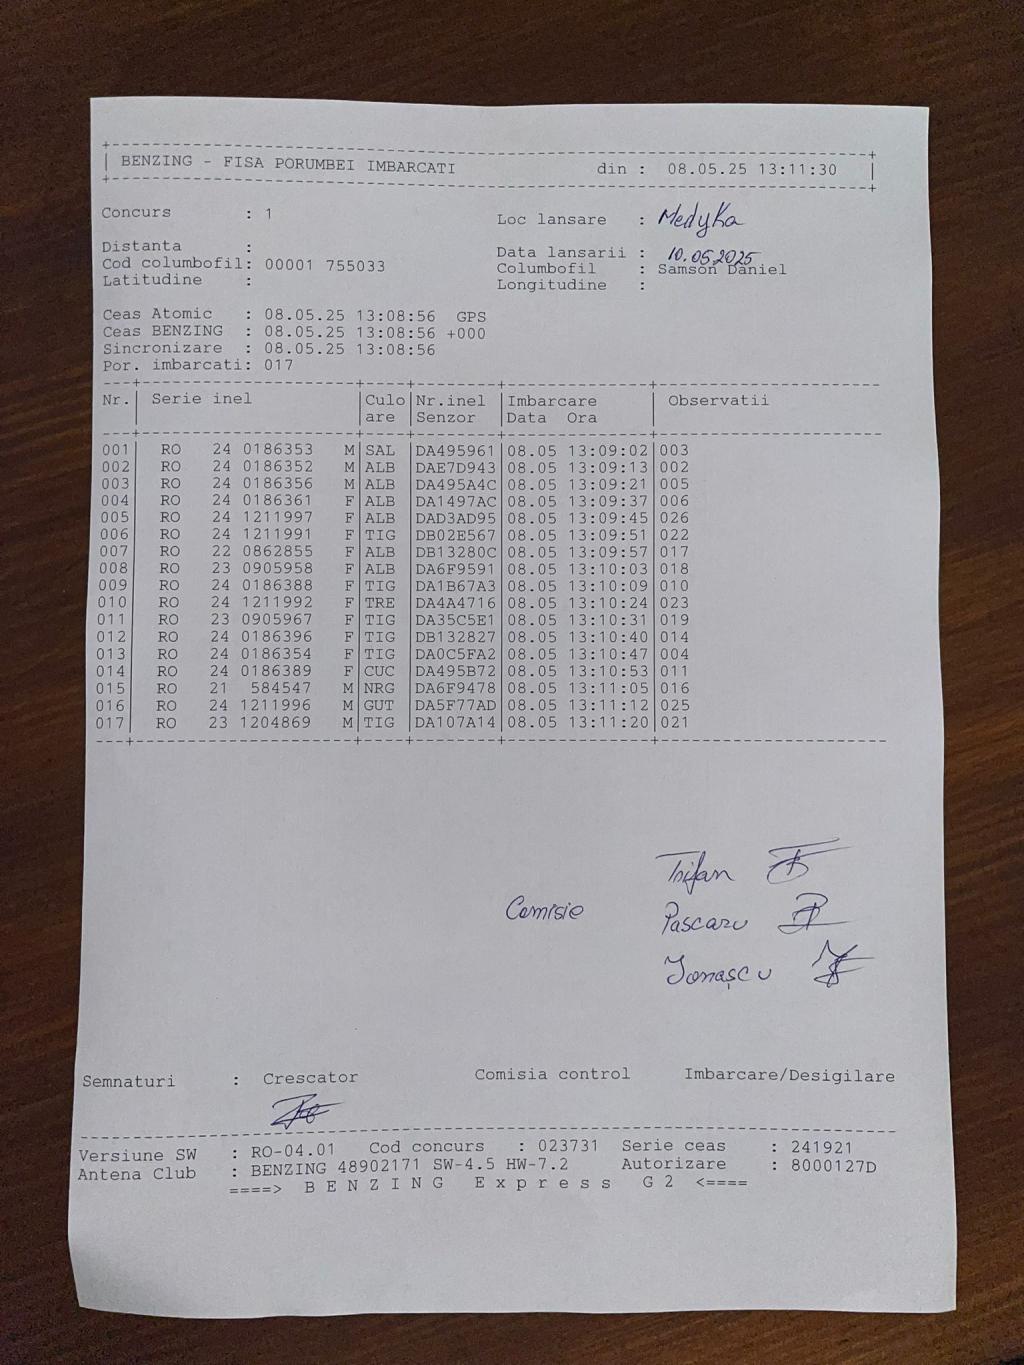 BENZING - FISA PORUMBEI IMBARCATI din : 08.05.25 13:11:30
Concurs : 1 Loc lansare : Medyka
Distanta : Data lansarii : 10.05.2025
Cod columbofil: 00001 755033 Columbofil : Samson Daniel
Latitudine : Longitudine :
Ceas Atomic : 08.05.25 13:08:56 GPS
Ceas BENZING : 08.05.25 13:08:56 +000
Sincronizare : 08.05.25 13:08:56
Por. imbarcati: 017
Nr. Serie inel Culo Nr.inel Imbarcare Observatii
are Senzor Data Ora
001 RO 24 0186353 M SAL DA495961 08.05 13:09:02 003
002 RO 24 0186352 M ALB DAE7D943 08.05 13:09:13 002
003 RO 24 0186356 M ALB DA495A4C 08.05 13:09:21 005
004 RO 24 0186361 F ALB DA1497AC 08.05 13:09:37 006
005 RO 24 1211997 F ALB DAD3AD95 08.05 13:09:45 026
006 RO 24 1211991 F TIG DB02E567 08.05 13:09:51 022
007 RO 22 0862855 F ALB DB13280C 08.05 13:09:57 017
008 RO 23 0905958 F ALB DA6F9591 08.05 13:10:03 018
009 RO 24 0186388 F TIG DA1B67A3 08.05 13:10:09 010
010 RO 24 1211992 F TRE DA4A4716 08.05 13:10:24 023
011 RO 23 0905967 F TIG DA35C5E1 08.05 13:10:31 019
012 RO 24 0186396 F TIG DB132827 08.05 13:10:40 014
013 RO 24 0186354 F TIG DA0C5FA2 08.05 13:10:47 004
014 RO 24 0186389 F CUC DA495B72 08.05 13:10:53 011
015 RO 21 584547 M NRG DA6F9478 08.05 13:11:05 016
016 RO 24 1211996 M GUT DA5F77AD 08.05 13:11:12 025
017 RO 23 1204869 M TIG DA107A14 08.05 13:11:20 021
Trifan
Comisie Pascaru
Ionașcu
Semnaturi : Crescator Comisia control Imbarcare/Desigilare
Versiune SW : RO-04.01 Cod concurs : 023731 Serie ceas : 241921
Antena Club : BENZING 48902171 SW-4.5 HW-7.2 Autorizare : 8000127D
====> B E N Z I N G E x p r e s s G 2 <====